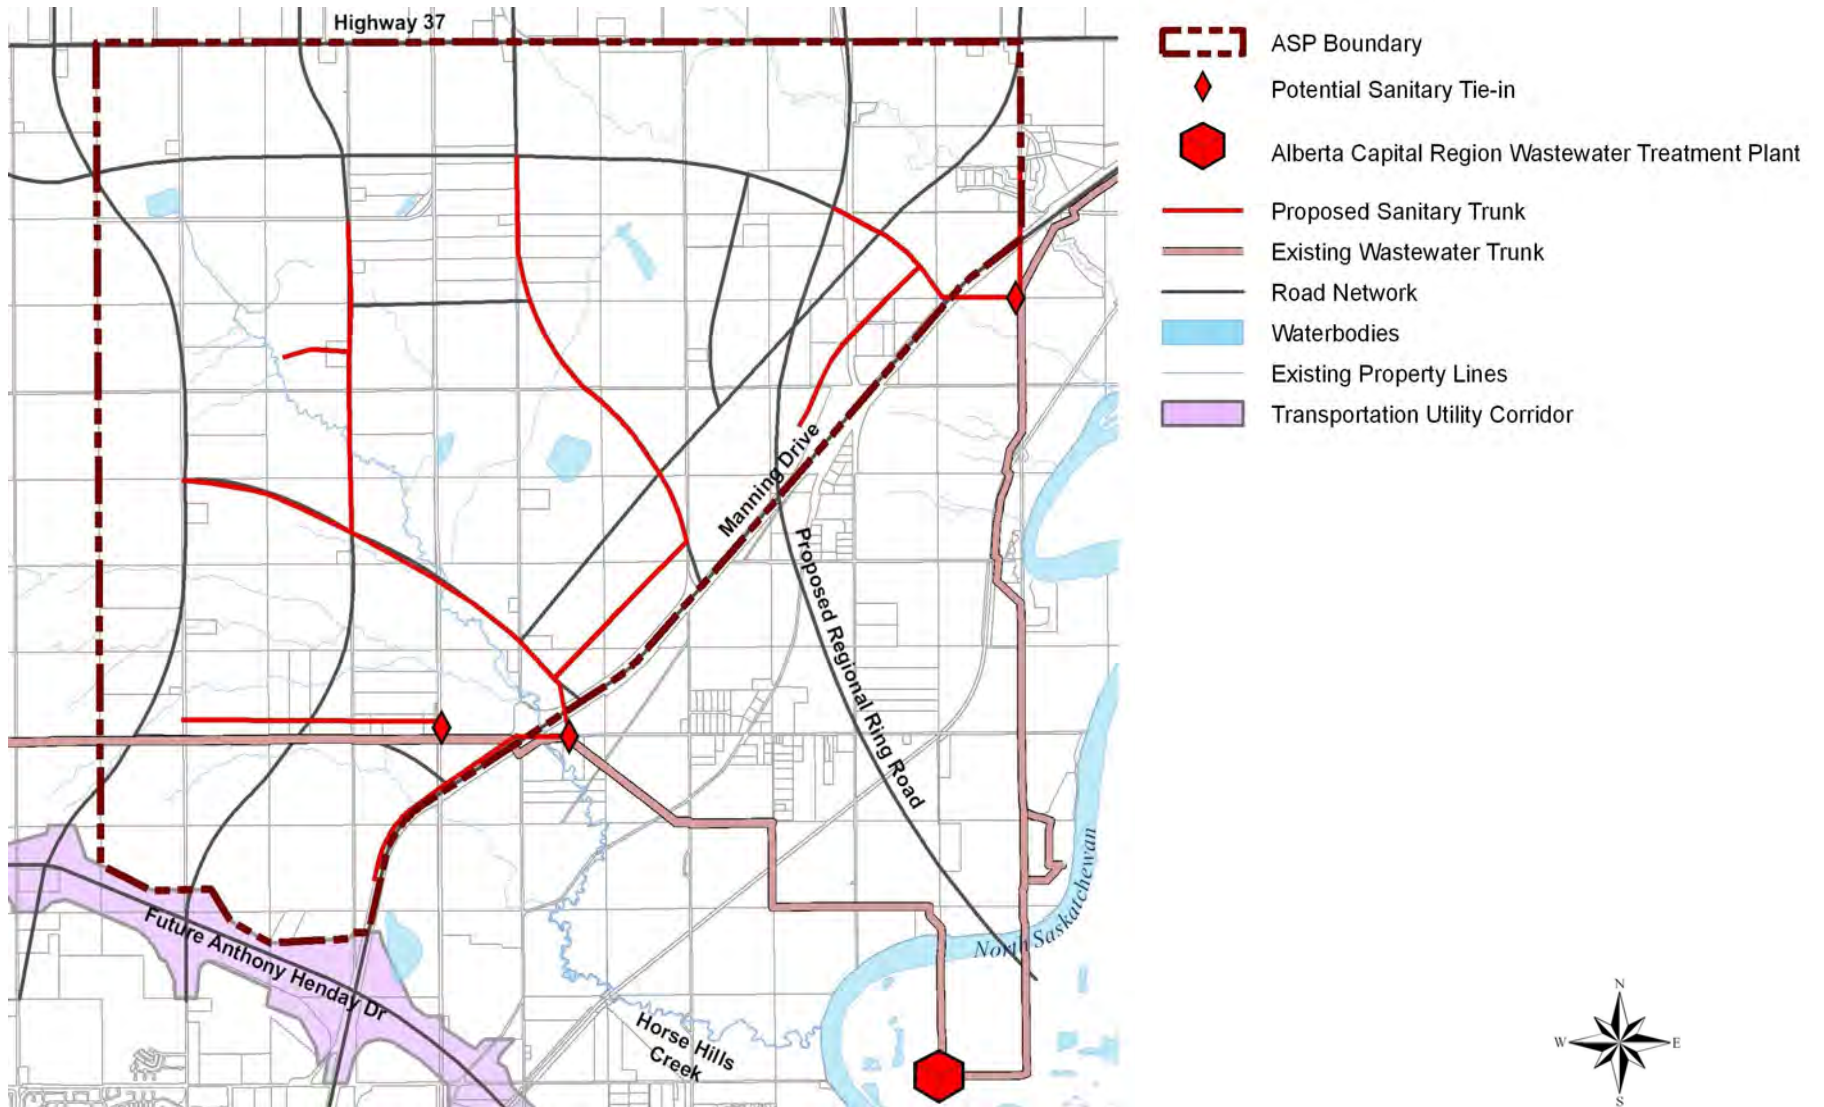 Highway 37
Manning Drive
Proposed Regional Ring Road
North Saskatchewan
Future Anthony Henday Dr
Horse Hills
Creek
ASP Boundary
Potential Sanitary Tie-in
Alberta Capital Region Wastewater Treatment Plant
Proposed Sanitary Trunk
Existing Wastewater Trunk
Road Network
Waterbodies
Existing Property Lines
Transportation Utility Corridor
N
W
E
S